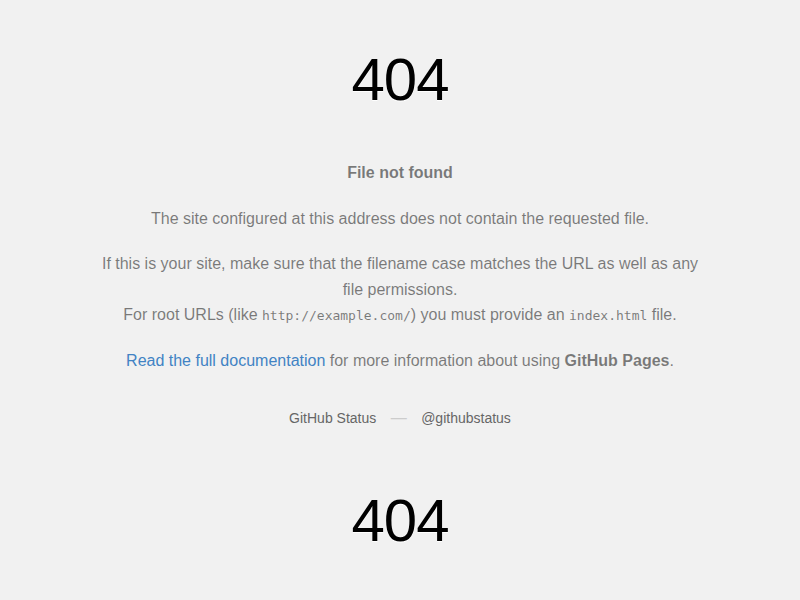 404
File not found
The site configured at this address does not contain the requested file.
If this is your site, make sure that the filename case matches the URL as well as any
file permissions.
For root URLs (like http://example.com/) you must provide an index.html file.
Read the full documentation for more information about using GitHub Pages.
GitHub Status — @githubstatus
404